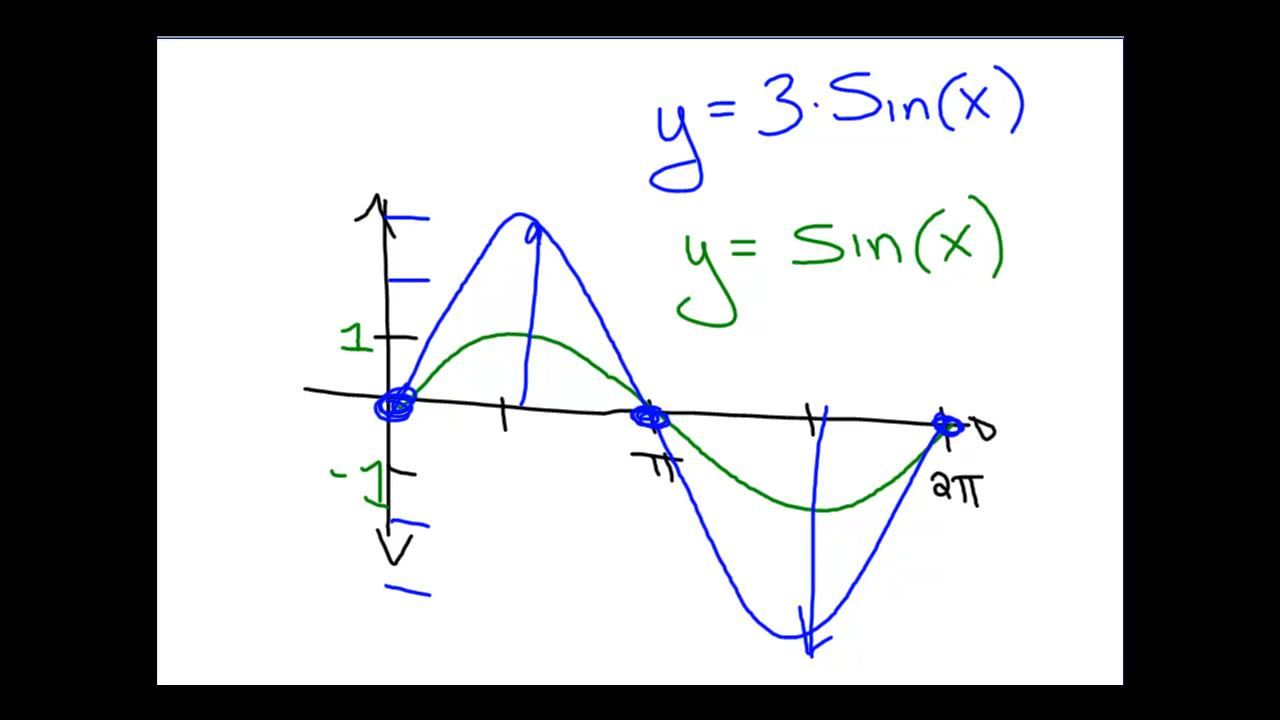 y = 3·Sin(x)
y = Sin(x)
1
π
-1
2π